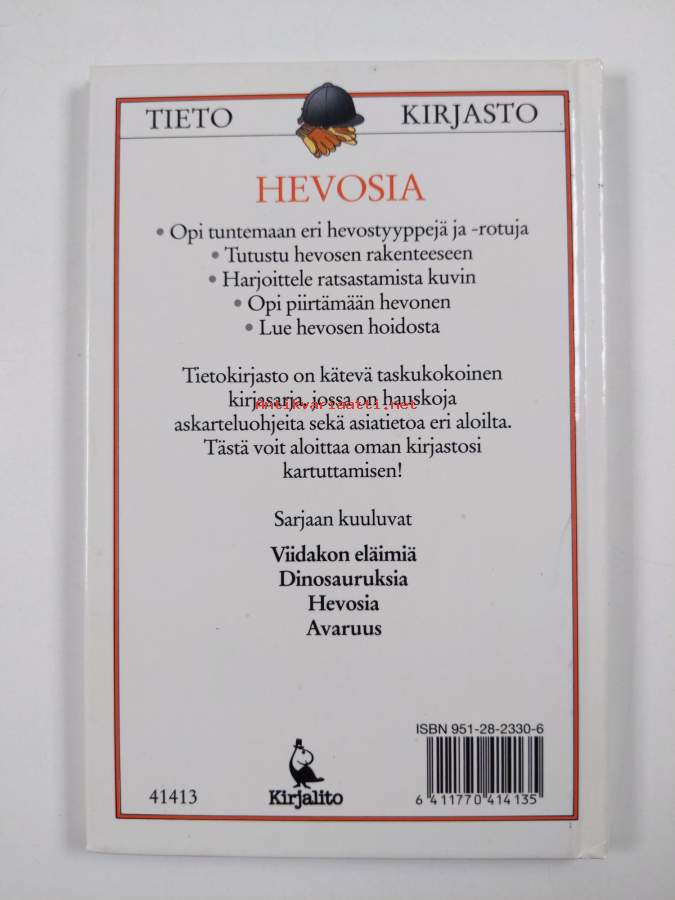 TIETO KIRJASTO
HEVOSIA
• Opi tuntemaan eri hevostyyppejä ja -rotuja
• Tutustu hevosen rakenteeseen
• Harjoittele ratsastamista kuvin
• Opi piirtämään hevonen
• Lue hevosen hoidosta
Tietokirjasto on kätevä taskukokoinen
kirjasarja, jossa on hauskoja
Antikvariaatti.net
askarteluohjeita sekä asiatietoa eri aloilta.
Tästä voit aloittaa oman kirjastosi
kartuttamisen!
Sarjaan kuuluvat
Viidakon eläimiä
Dinosauruksia
Hevosia
Avaruus
ISBN 951-28-2330-6
41413
Kirjalito
6 411770 414135